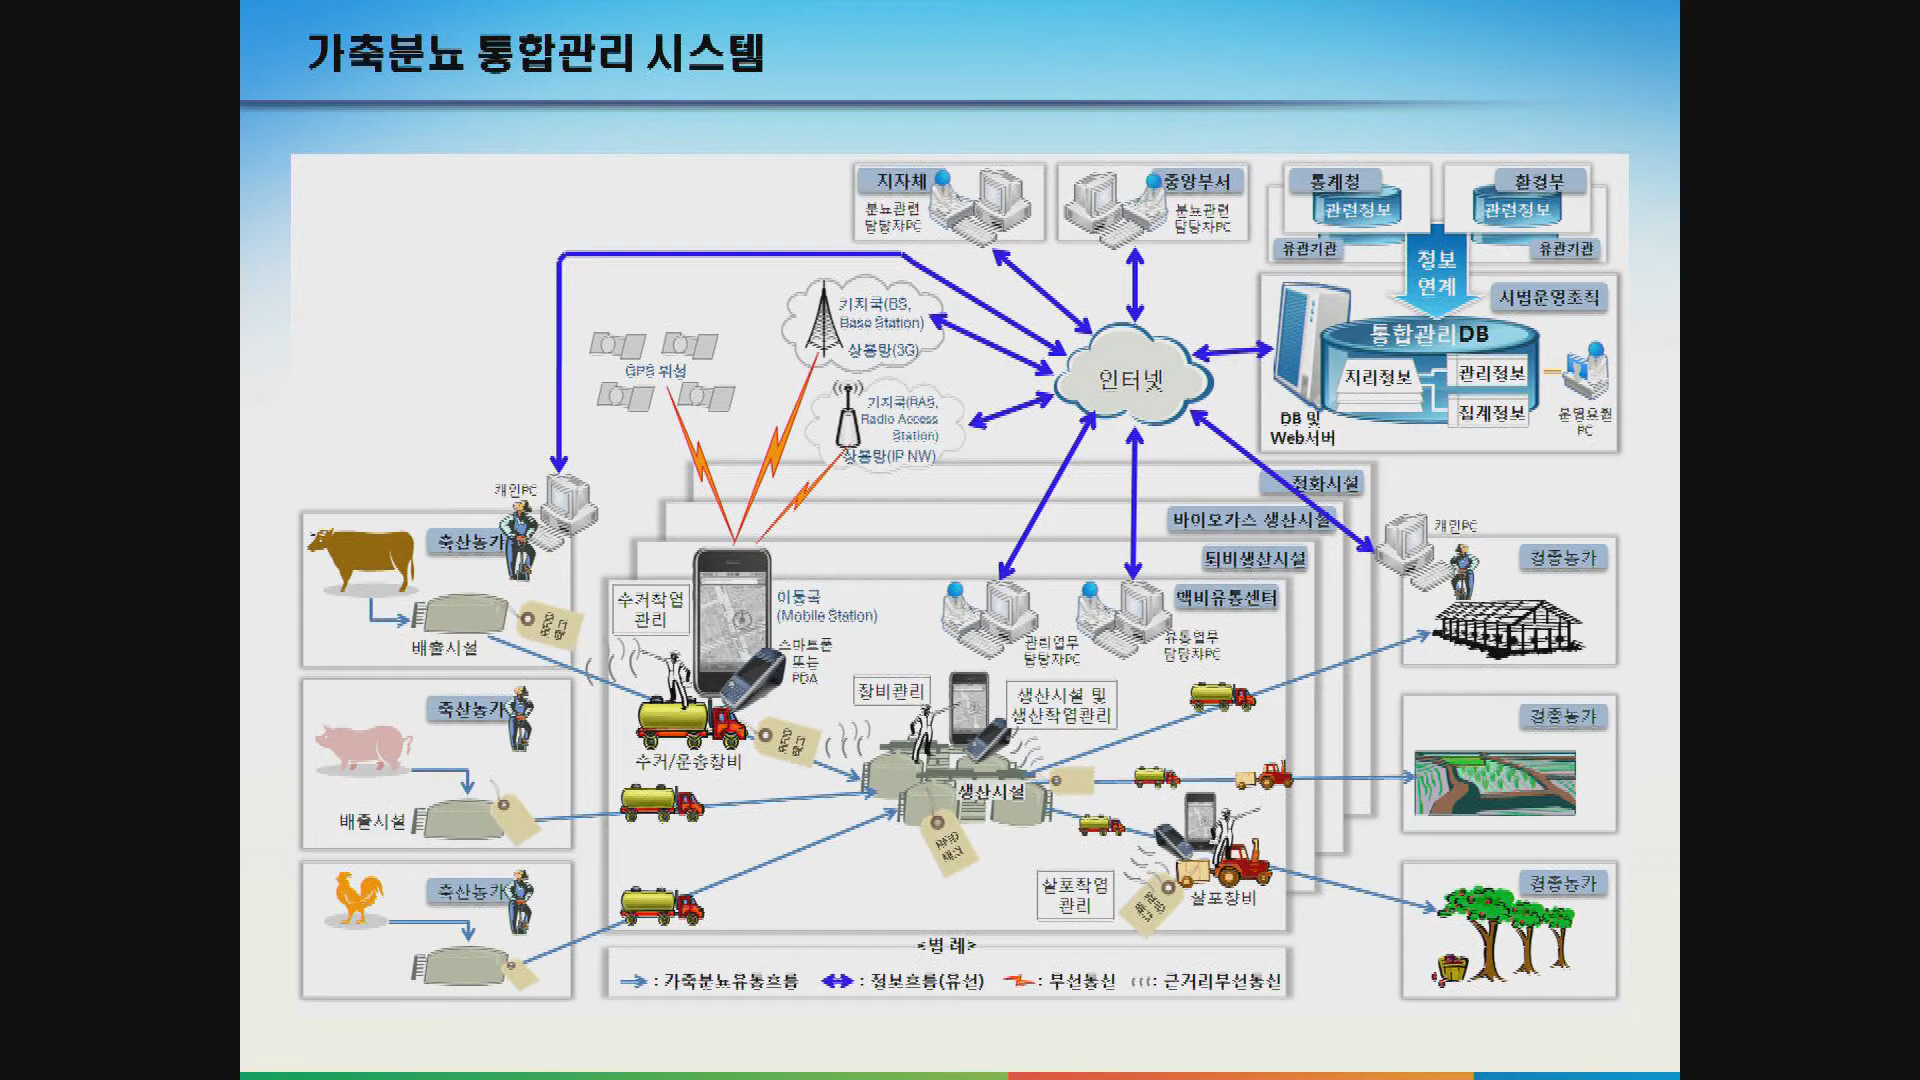 가축분뇨 통합관리 시스템
지자체
분뇨관련
담당자PC
중앙부서
분뇨관련
담당자PC
통계청
관련정보
유관기관
환경부
관련정보
유관기관
정보
연계
시범운영조직
통합관리DB
지리정보
관리정보
집계정보
DB 및
Web서버
운영요원
PC
기지국(BS,
Base Station)
상용망(3G)
GPS 위성
기지국(RAS,
Radio Access
Station)
상용망(IP NW)
인터넷
정화시설
바이오가스 생산시설
퇴비생산시설
액비유통센터
개인PC
축산농가
배출시설
수거작업
관리
이동국
(Mobile Station)
스마트폰
또는
PDA
관리업무
담당자PC
유통업무
담당자PC
개인PC
경종농가
축산농가
배출시설
수거/운송장비
장비관리
생산시설 및
생산작업관리
생산시설
경종농가
축산농가
살포작업
관리
살포장비
경종농가
<범 례>
: 가축분뇨유통흐름
: 정보흐름(유선)
: 무선통신
: 근거리무선통신